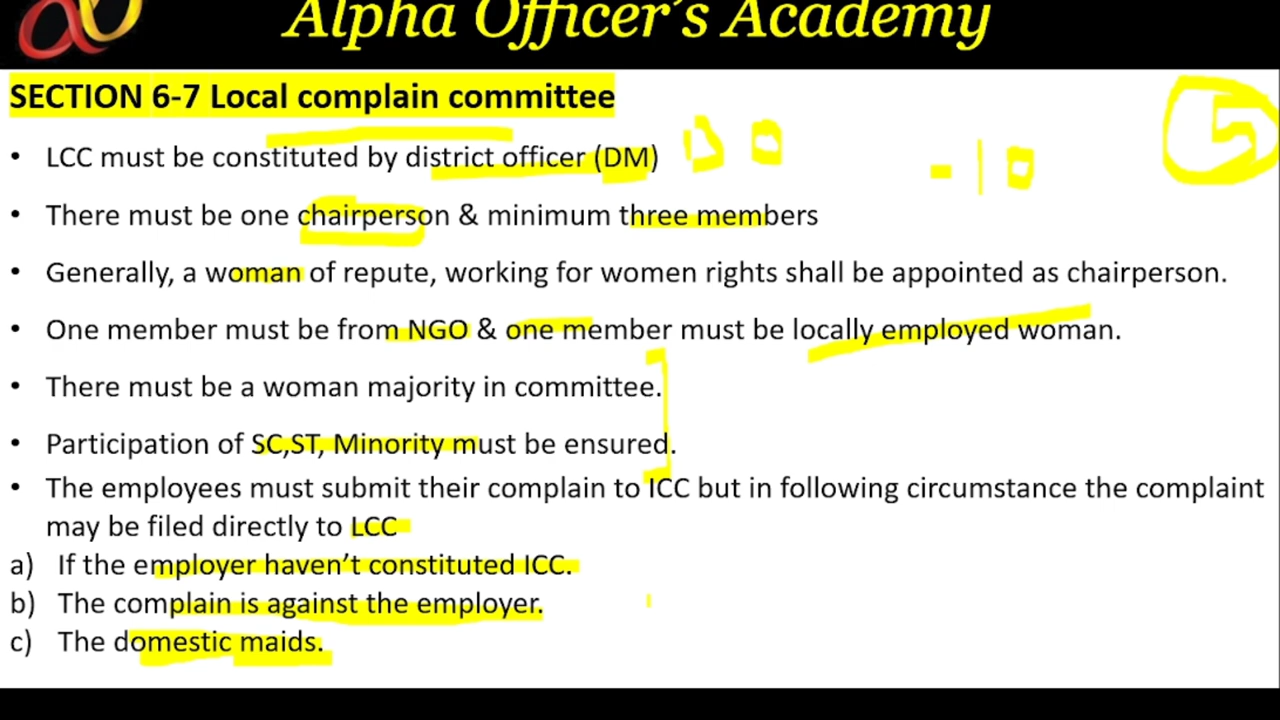 Alpha Officer's Academy
SECTION 6-7 Local complain committee
• LCC must be constituted by district officer (DM)
• There must be one chairperson & minimum three members
• Generally, a woman of repute, working for women rights shall be appointed as chairperson.
• One member must be from NGO & one member must be locally employed woman.
• There must be a woman majority in committee.
• Participation of SC,ST, Minority must be ensured.
• The employees must submit their complain to ICC but in following circumstance the complaint
may be filed directly to LCC
a) If the employer haven't constituted ICC.
b) The complain is against the employer.
c) The domestic maids.